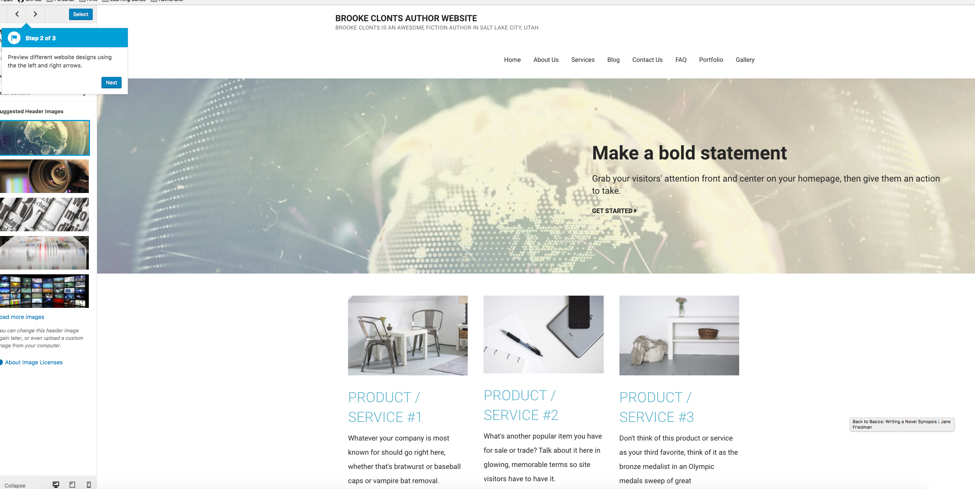 Select
BROOKE CLONTS AUTHOR WEBSITE
BROOKE CLONTS IS AN AWESOME FICTION AUTHOR IN SALT LAKE CITY, UTAH.
Step 2 of 3
Preview different website designs using
the the left and right arrows.
Next
Home About Us Services Blog Contact Us FAQ Portfolio Gallery
uggested Header Images
Make a bold statement
Grab your visitors' attention front and center on your homepage, then give them an action
to take.
GET STARTED
oad more images
ou can change this header image
gain later, or even upload a custom
mage from your computer.
About Image Licenses
PRODUCT /
SERVICE #1
Whatever your company is most
known for should go right here,
whether that's bratwurst or baseball
caps or vampire bat removal.
PRODUCT /
SERVICE #2
What's another popular item you have
for sale or trade? Talk about it here in
glowing, memorable terms so site
visitors have to have it.
PRODUCT /
SERVICE #3
Don't think of this product or service
as your third favorite, think of it as the
bronze medalist in an Olympic
medals sweep of great
Back to Basics: Writing a Novel Synopsis | Jane
Friedman
Collapse